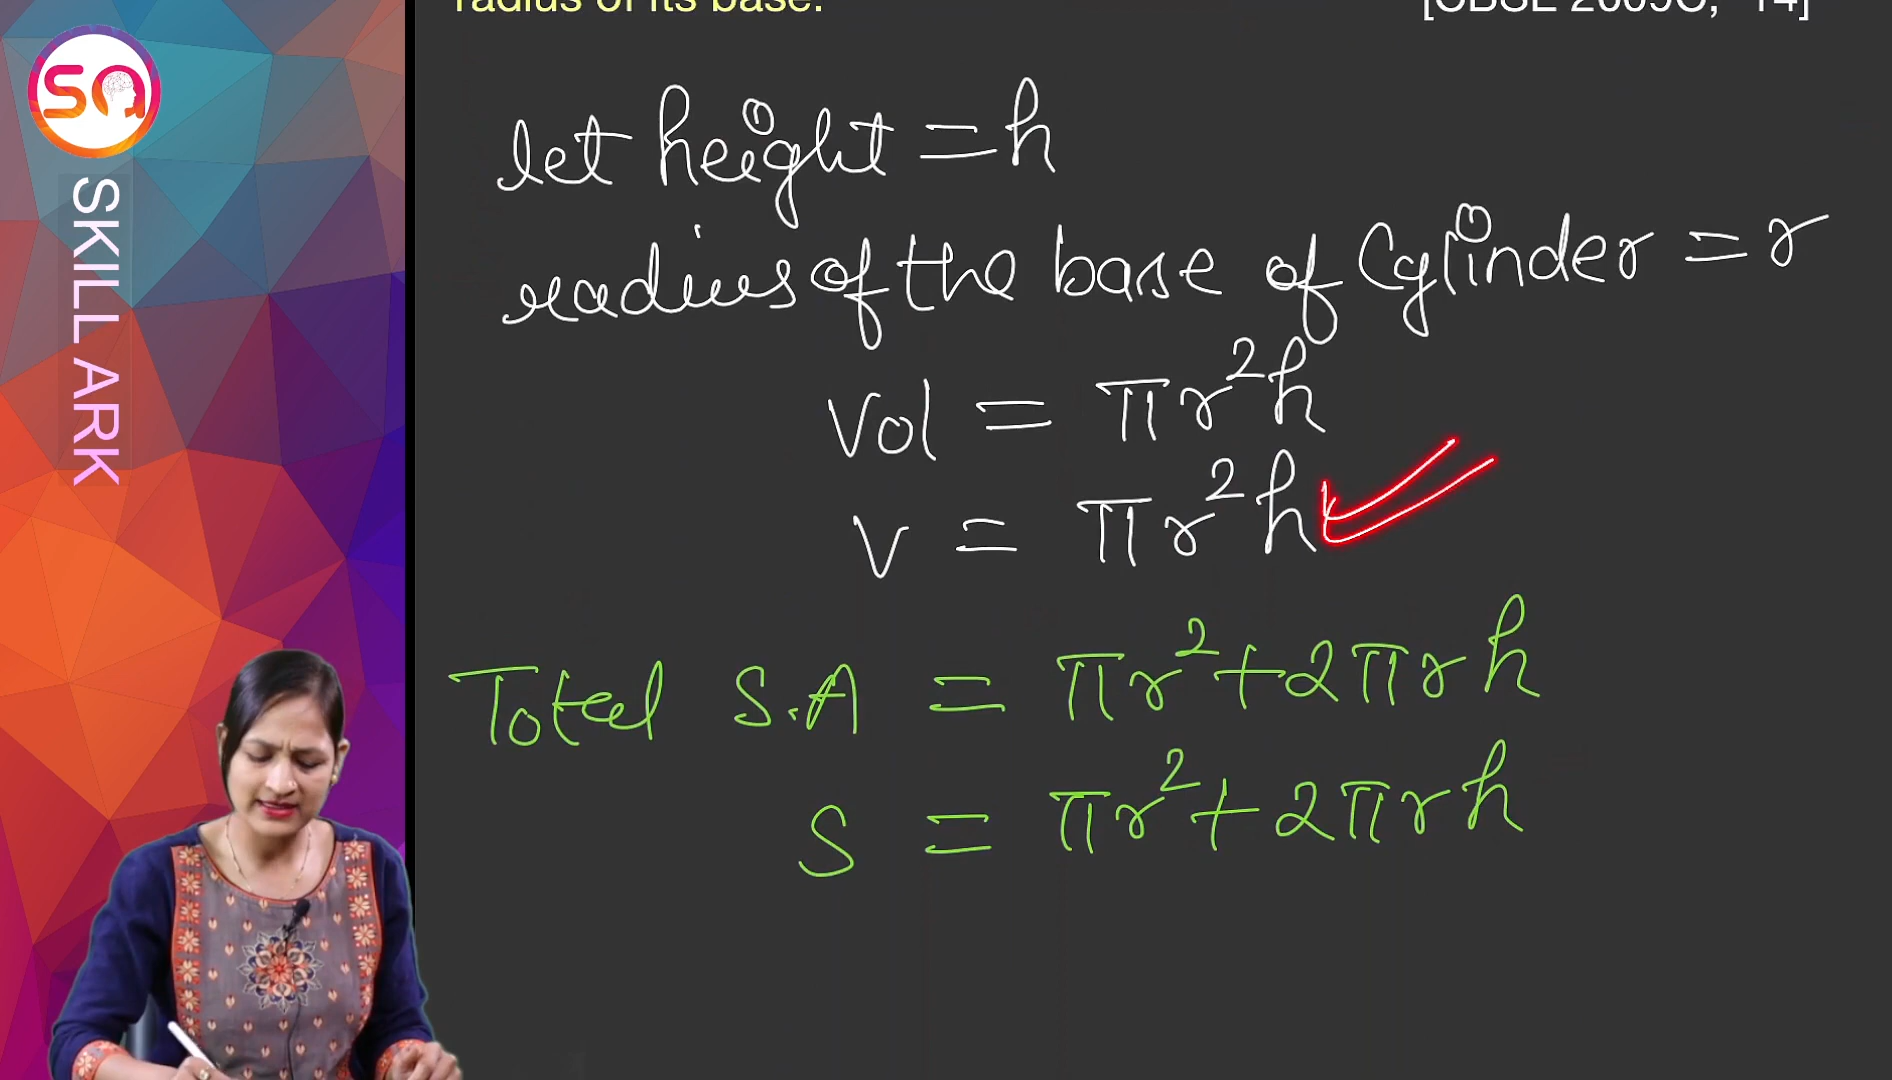 radius of its base.
[CBSE 2009C, '14]
SA
SKILL ARK
let height = h
radius of the base of Cylinder = r
Vol = πr²h
V = πr²h
Total S.A = πr²+2πrh
S = πr²+2πrh